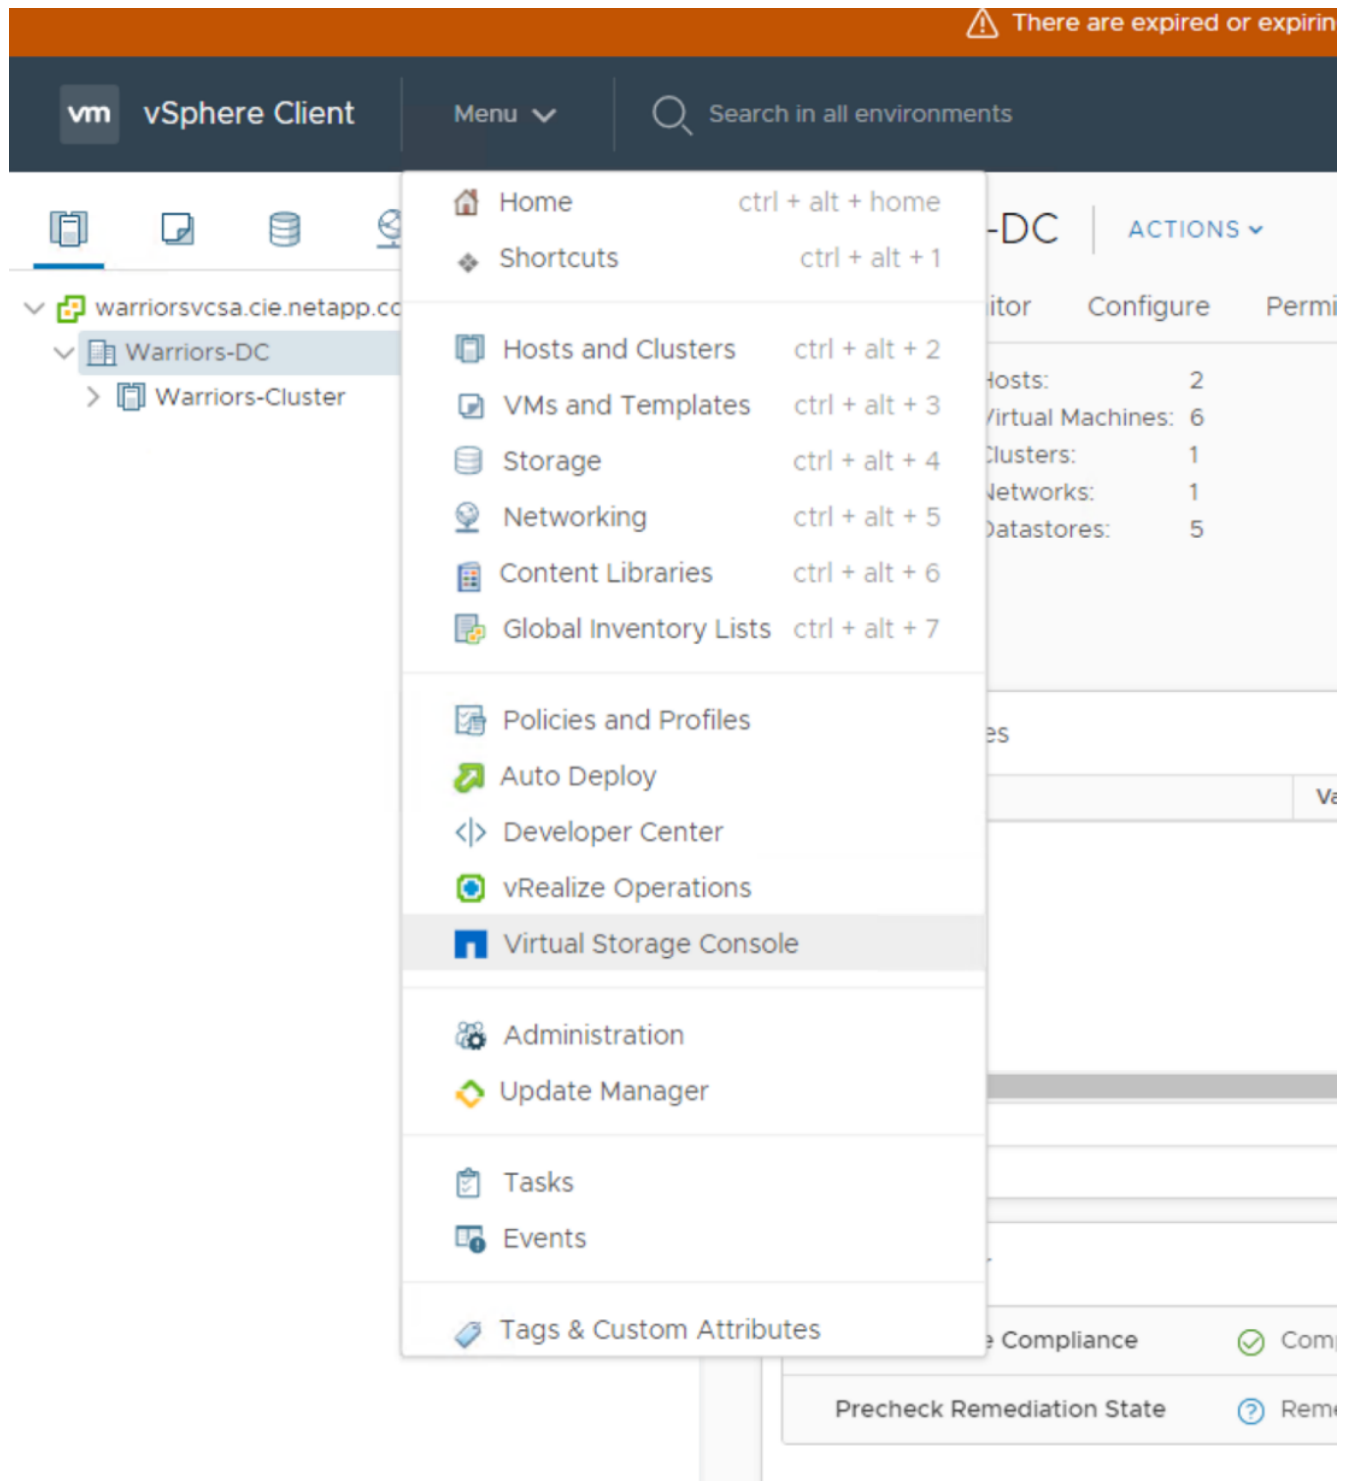 There are expired or expirin
vm vSphere Client Menu Search in all environments
Home ctrl + alt + home
Shortcuts ctrl + alt + 1
Hosts and Clusters ctrl + alt + 2
VMs and Templates ctrl + alt + 3
Storage ctrl + alt + 4
Networking ctrl + alt + 5
Content Libraries ctrl + alt + 6
Global Inventory Lists ctrl + alt + 7
Policies and Profiles
Auto Deploy
Developer Center
vRealize Operations
Virtual Storage Console
Administration
Update Manager
Tasks
Events
Tags & Custom Attributes
warriorsvcsa.cie.netapp.co
Warriors-DC
Warriors-Cluster
-DC ACTIONS
itor Configure Permi
Hosts: 2
Virtual Machines: 6
Clusters: 1
Networks: 1
Datastores: 5
es
Va
e Compliance Comp
Precheck Remediation State Reme